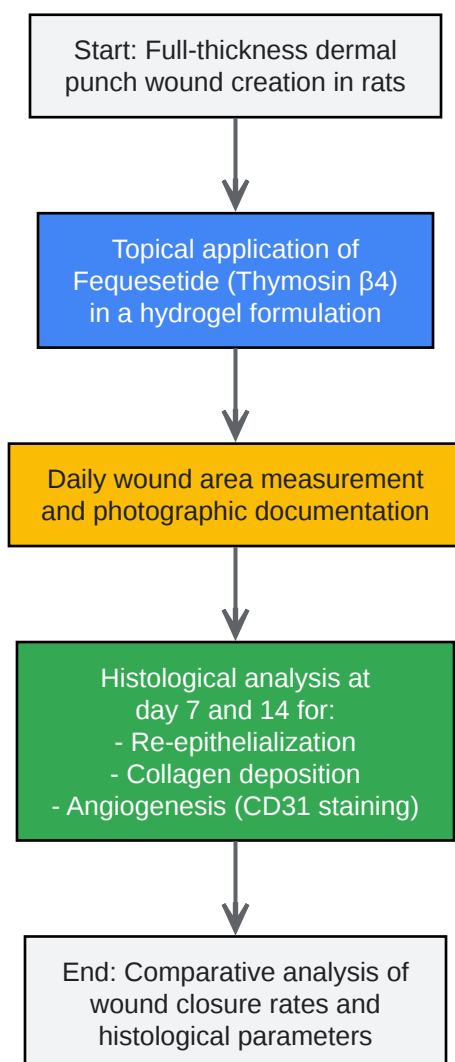 Start: Full-thickness dermal
punch wound creation in rats
Topical application of
Fequesetide (Thymosin β4)
in a hydrogel formulation
Daily wound area measurement
and photographic documentation
Histological analysis at
day 7 and 14 for:
- Re-epithelialization
- Collagen deposition
- Angiogenesis (CD31 staining)
End: Comparative analysis of
wound closure rates and
histological parameters